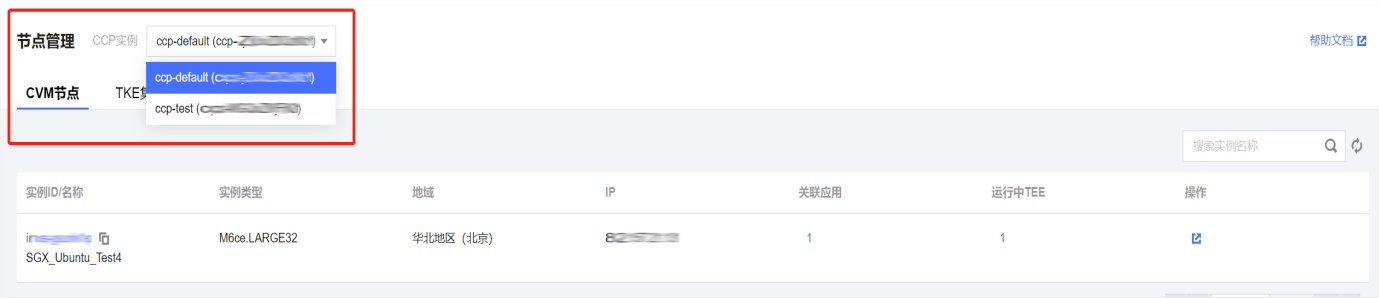 节点管理 CCP实例 ccp-default (ccp- ) 帮助文档
ccp-default ( )
CVM节点 TKE
ccp-test ( )
搜索实例名称
实例ID/名称 实例类型 地域 IP 关联应用 运行中TEE 操作
M6ce.LARGE32 华北地区（北京） 1 1
SGX_Ubuntu_Test4